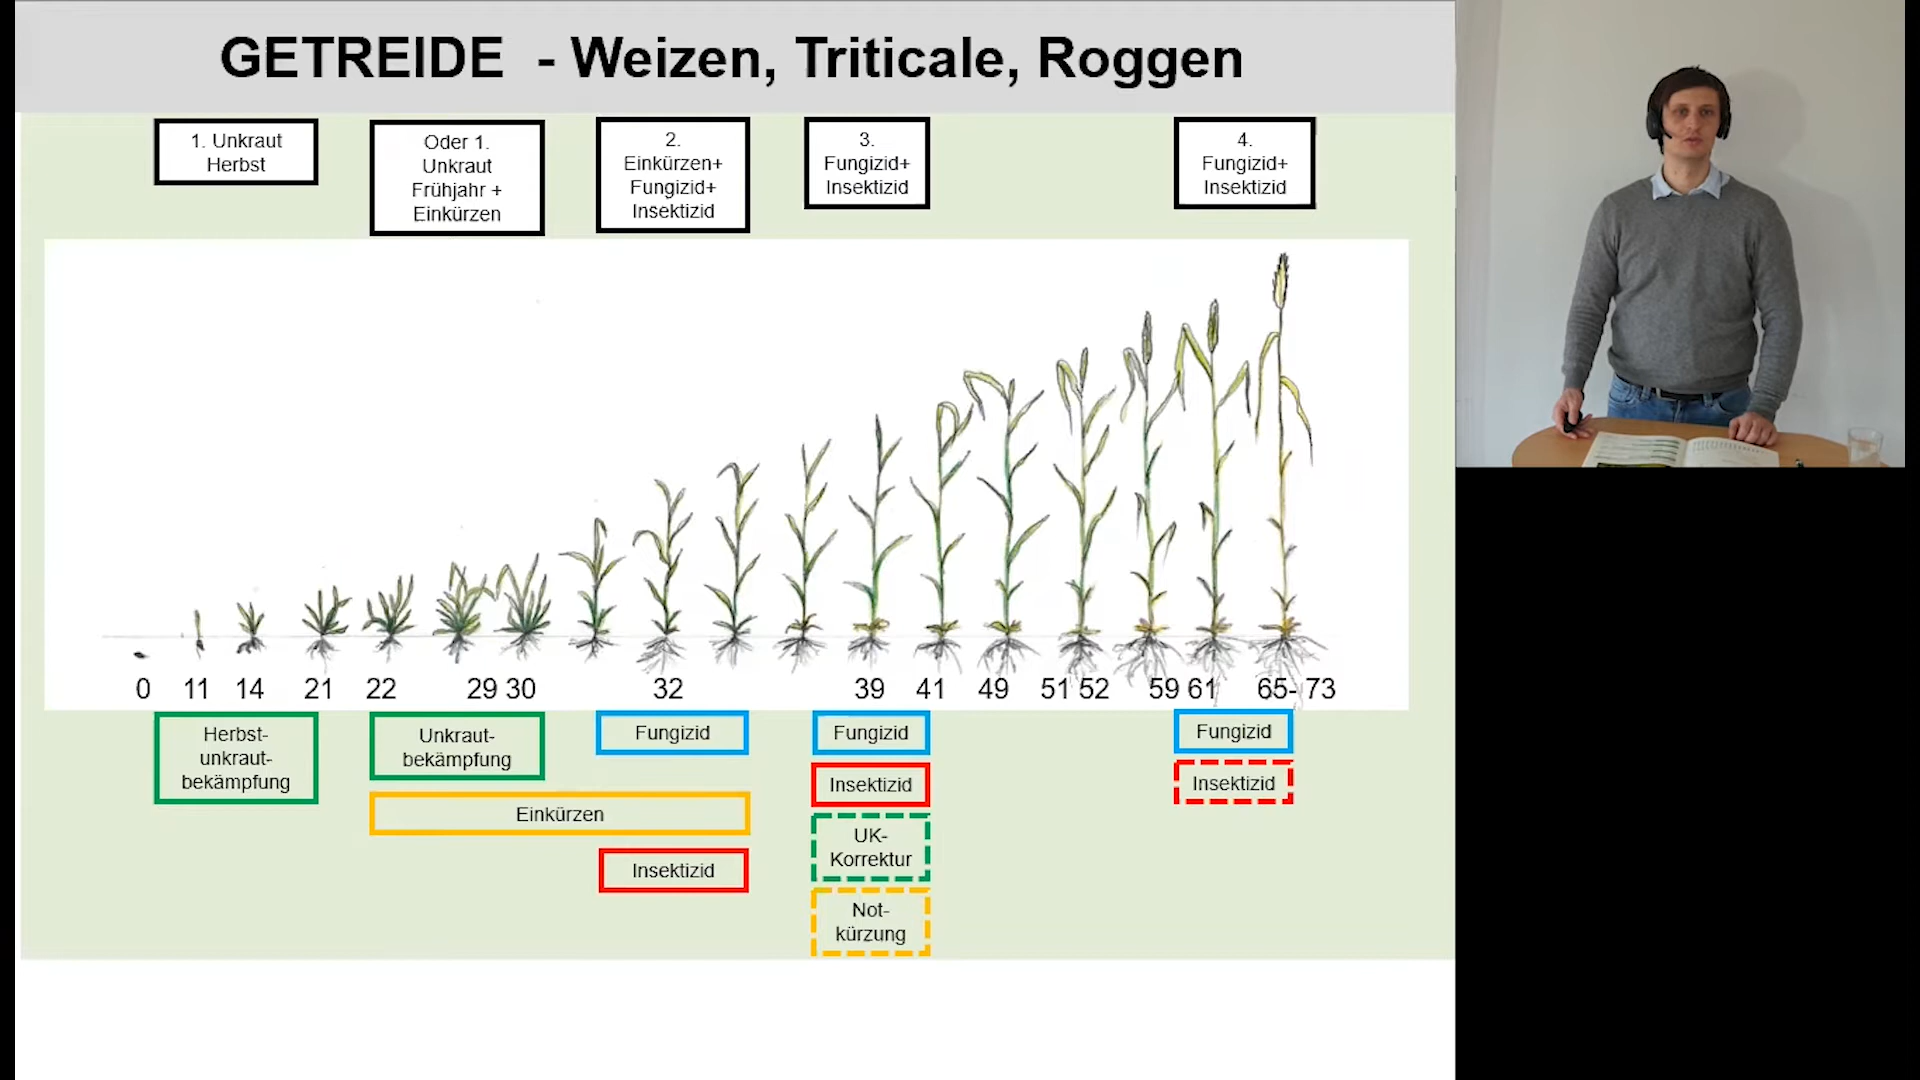 GETREIDE - Weizen, Triticale, Roggen
1. Unkraut
Herbst
Oder 1.
Unkraut
Frühjahr +
Einkürzen
2.
Einkürzen+
Fungizid+
Insektizid
3.
Fungizid+
Insektizid
4.
Fungizid+
Insektizid
0 11 14 21 22 29 30 32 39 41 49 51 52 59 61 65- 73
Herbst-
unkraut-
bekämpfung
Unkraut-
bekämpfung
Einkürzen
Fungizid
Insektizid
Fungizid
Insektizid
UK-
Korrektur
Not-
kürzung
Fungizid
Insektizid